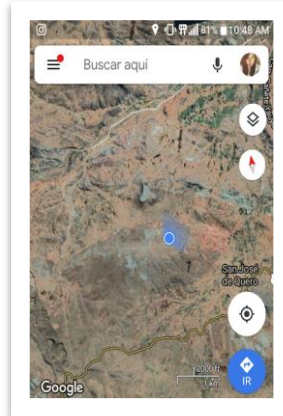 81% 10:48 AM
Buscar aquí
San José
de Quero
2000 ft
1 km
Google
IR